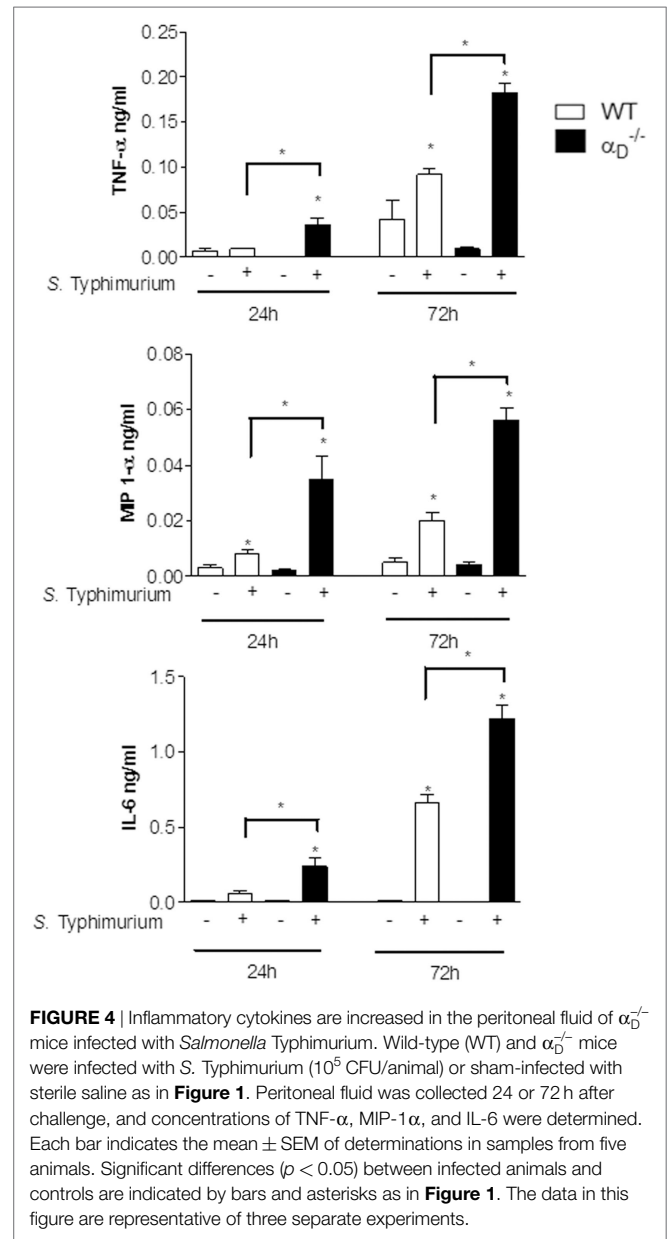 0.25
0.20
0.15
0.10
0.05
0.00
TNF-α ng/ml
* * * *
*
WT
αD-/-
S. Typhimurium - + - + - + - +
24h 72h
0.08
0.06
0.04
0.02
0.00
MIP 1-α ng/ml
* * * *
* *
S. Typhimurium - + - + - + - +
24h 72h
1.5
1.0
0.5
0.0
IL-6 ng/ml
* * * *
*
S. Typhimurium - + - + - + - +
24h 72h
FIGURE 4 | Inflammatory cytokines are increased in the peritoneal fluid of αD−/−
mice infected with Salmonella Typhimurium. Wild-type (WT) and αD−/− mice
were infected with S. Typhimurium (10⁵ CFU/animal) or sham-infected with
sterile saline as in Figure 1. Peritoneal fluid was collected 24 or 72 h after
challenge, and concentrations of TNF-α, MIP-1α, and IL-6 were determined.
Each bar indicates the mean ± SEM of determinations in samples from five
animals. Significant differences (p < 0.05) between infected animals and
controls are indicated by bars and asterisks as in Figure 1. The data in this
figure are representative of three separate experiments.